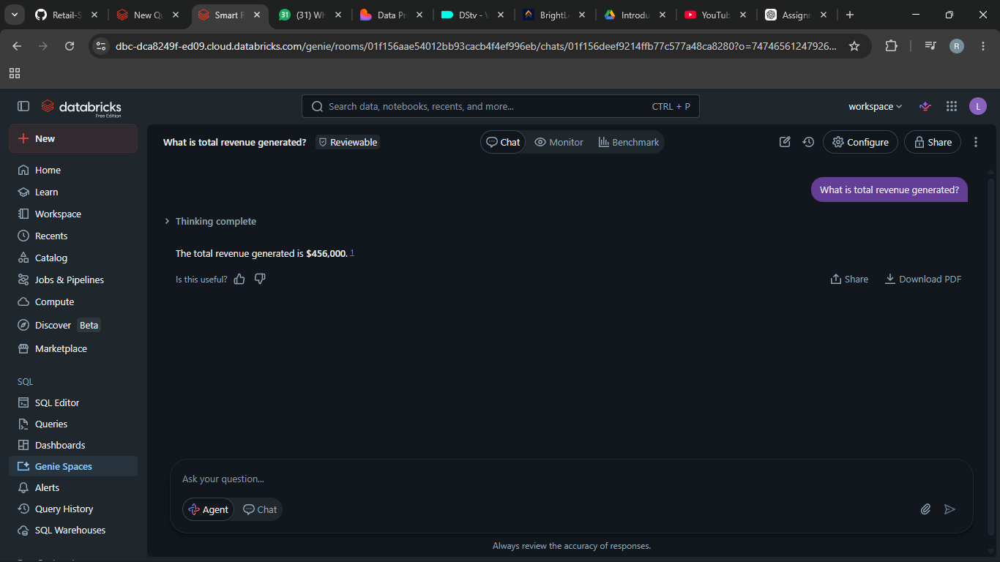 Retail-S
New Qu
Smart R
31
(31) Wh
Data Pr
DStv - V
BrightLe
Introdu
YouTub
Assignr
dbc-dca8249f-ed09.cloud.databricks.com/genie/rooms/01f156aae54012bb93cacb4f4ef996eb/chats/01f156deef9214ffb77c577a48ca8280?o=74746561247926...
R
databricks
Free Edition
Search data, notebooks, recents, and more...
CTRL + P
workspace
L
New
What is total revenue generated?
Reviewable
Chat
Monitor
Benchmark
Configure
Share
Home
Learn
Workspace
Recents
Catalog
Jobs & Pipelines
Compute
Discover Beta
Marketplace
SQL
SQL Editor
Queries
Dashboards
Genie Spaces
Alerts
Query History
SQL Warehouses
What is total revenue generated?
Thinking complete
The total revenue generated is $456,000. 1
Is this useful?
Share
Download PDF
Ask your question...
Agent
Chat
Always review the accuracy of responses.